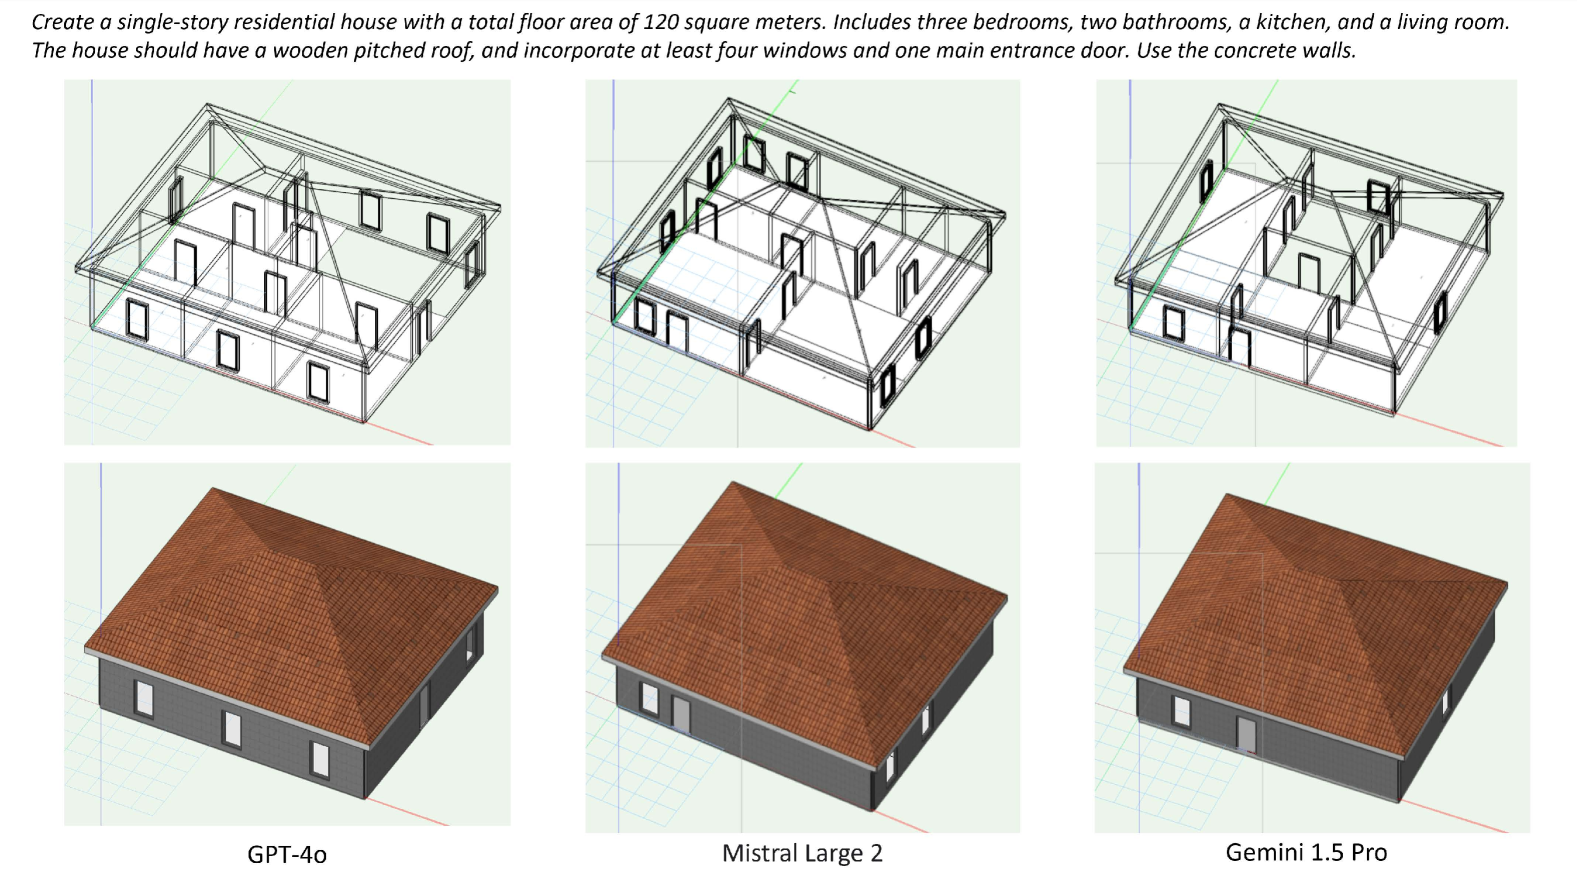 Create a single-story residential house with a total floor area of 120 square meters. Includes three bedrooms, two bathrooms, a kitchen, and a living room.
The house should have a wooden pitched roof, and incorporate at least four windows and one main entrance door. Use the concrete walls.
GPT-4o
Mistral Large 2
Gemini 1.5 Pro